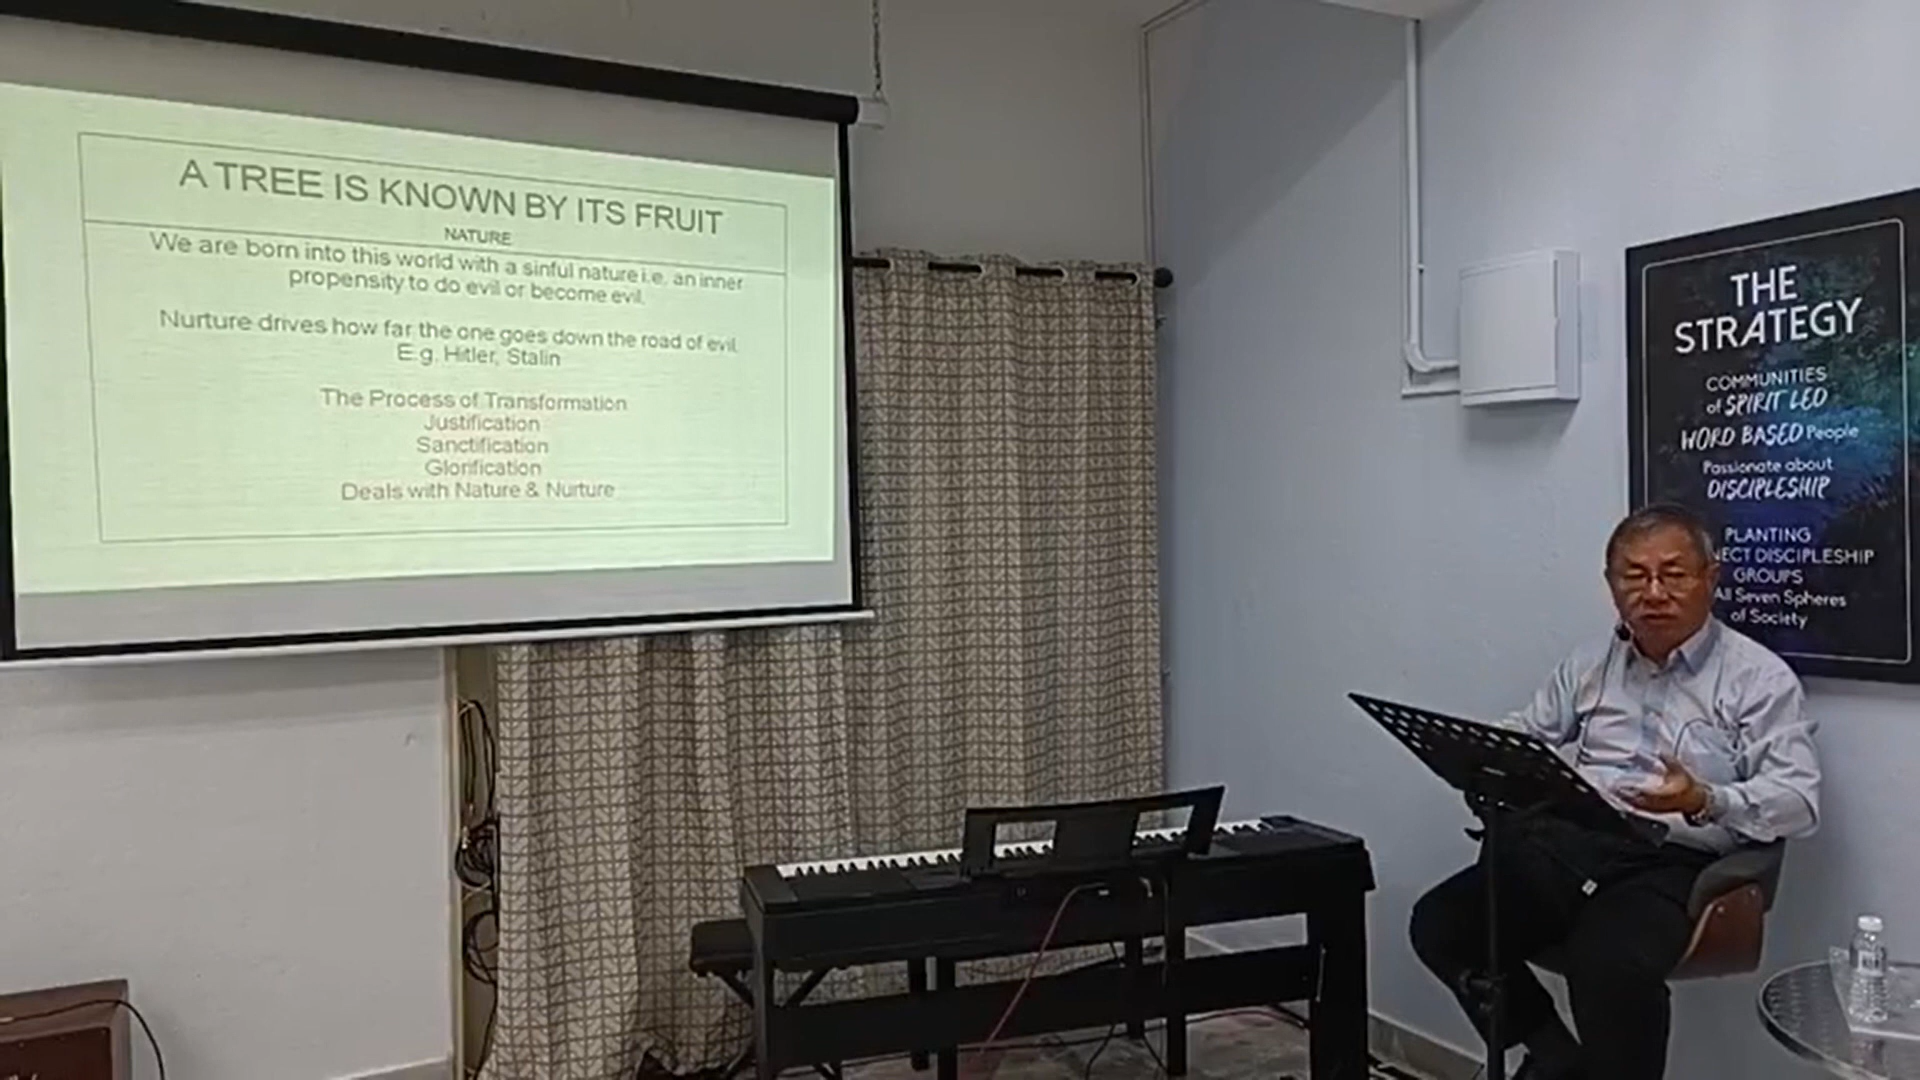 A TREE IS KNOWN BY ITS FRUIT
NATURE
We are born into this world with a sinful nature i.e. an inner
propensity to do evil or become evil.
Nurture drives how far the one goes down the road of evil.
E.g. Hitler, Stalin
The Process of Transformation
Justification
Sanctification
Glorification
Deals with Nature & Nurture
THE
STRATEGY
COMMUNITIES
of SPIRIT LED
WORD BASED People
Passionate about
DISCIPLESHIP
PLANTING
NECT DISCIPLESHIP
GROUPS
All Seven Spheres
of Society